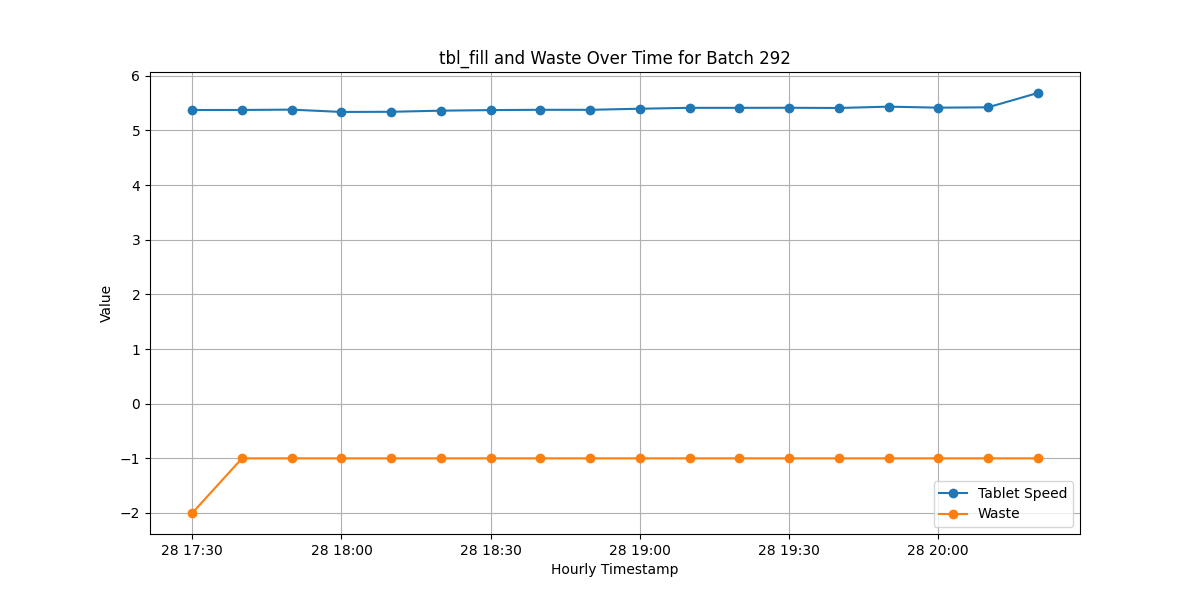 tbl_fill and Waste Over Time for Batch 292
6
5
4
3
2
1
0
−1
−2
Value
Tablet Speed
Waste
28 17:30 28 18:00 28 18:30 28 19:00 28 19:30 28 20:00
Hourly Timestamp